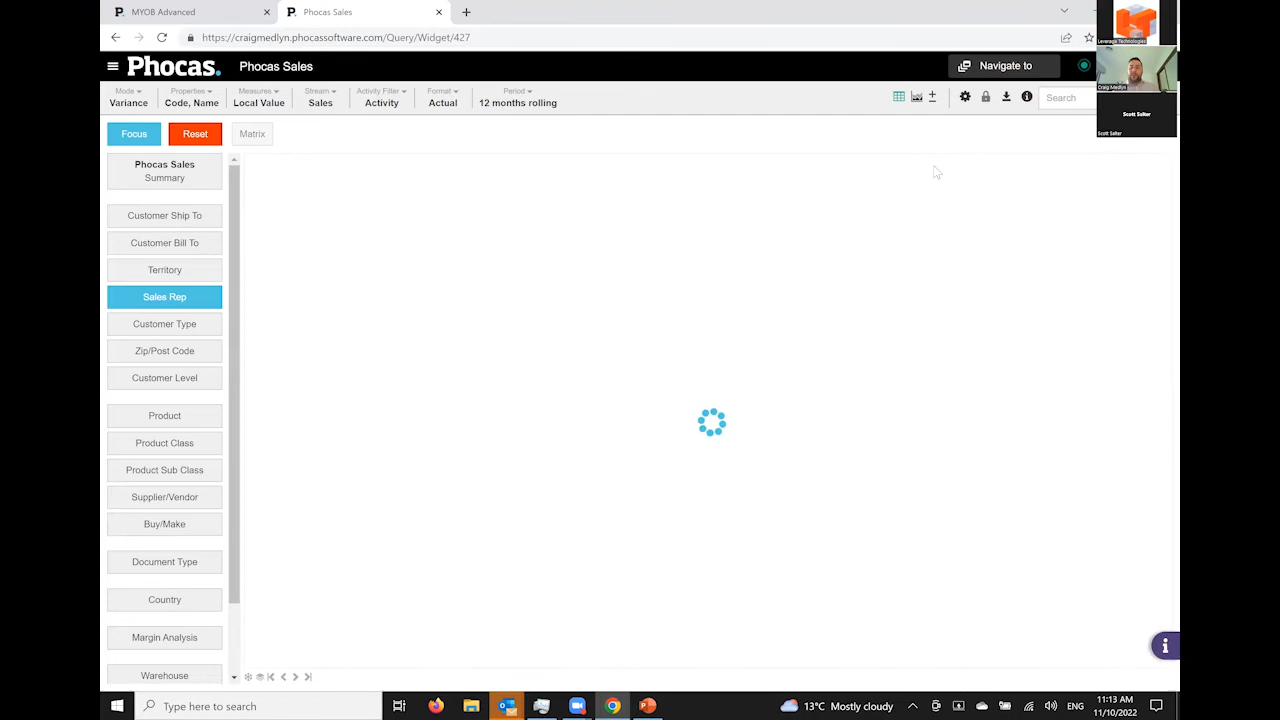 MYOB Advanced
Phocas Sales
https://craigmedlyn.phocassoftware.com/Query/Widget/427
Leverage Technologies
Phocas.
Phocas Sales
Navigate to
Craig Medlyn
Mode
Variance
Properties
Code, Name
Measures
Local Value
Stream
Sales
Activity Filter
Activity
Format
Actual
Period
12 months rolling
Search
Scott Salter
Scott Salter
Focus
Reset
Matrix
Phocas Sales
Summary
Customer Ship To
Customer Bill To
Territory
Sales Rep
Customer Type
Zip/Post Code
Customer Level
Product
Product Class
Product Sub Class
Supplier/Vendor
Buy/Make
Document Type
Country
Margin Analysis
Warehouse
Type here to search
13°C Mostly cloudy
ENG
11:13 AM
11/10/2022